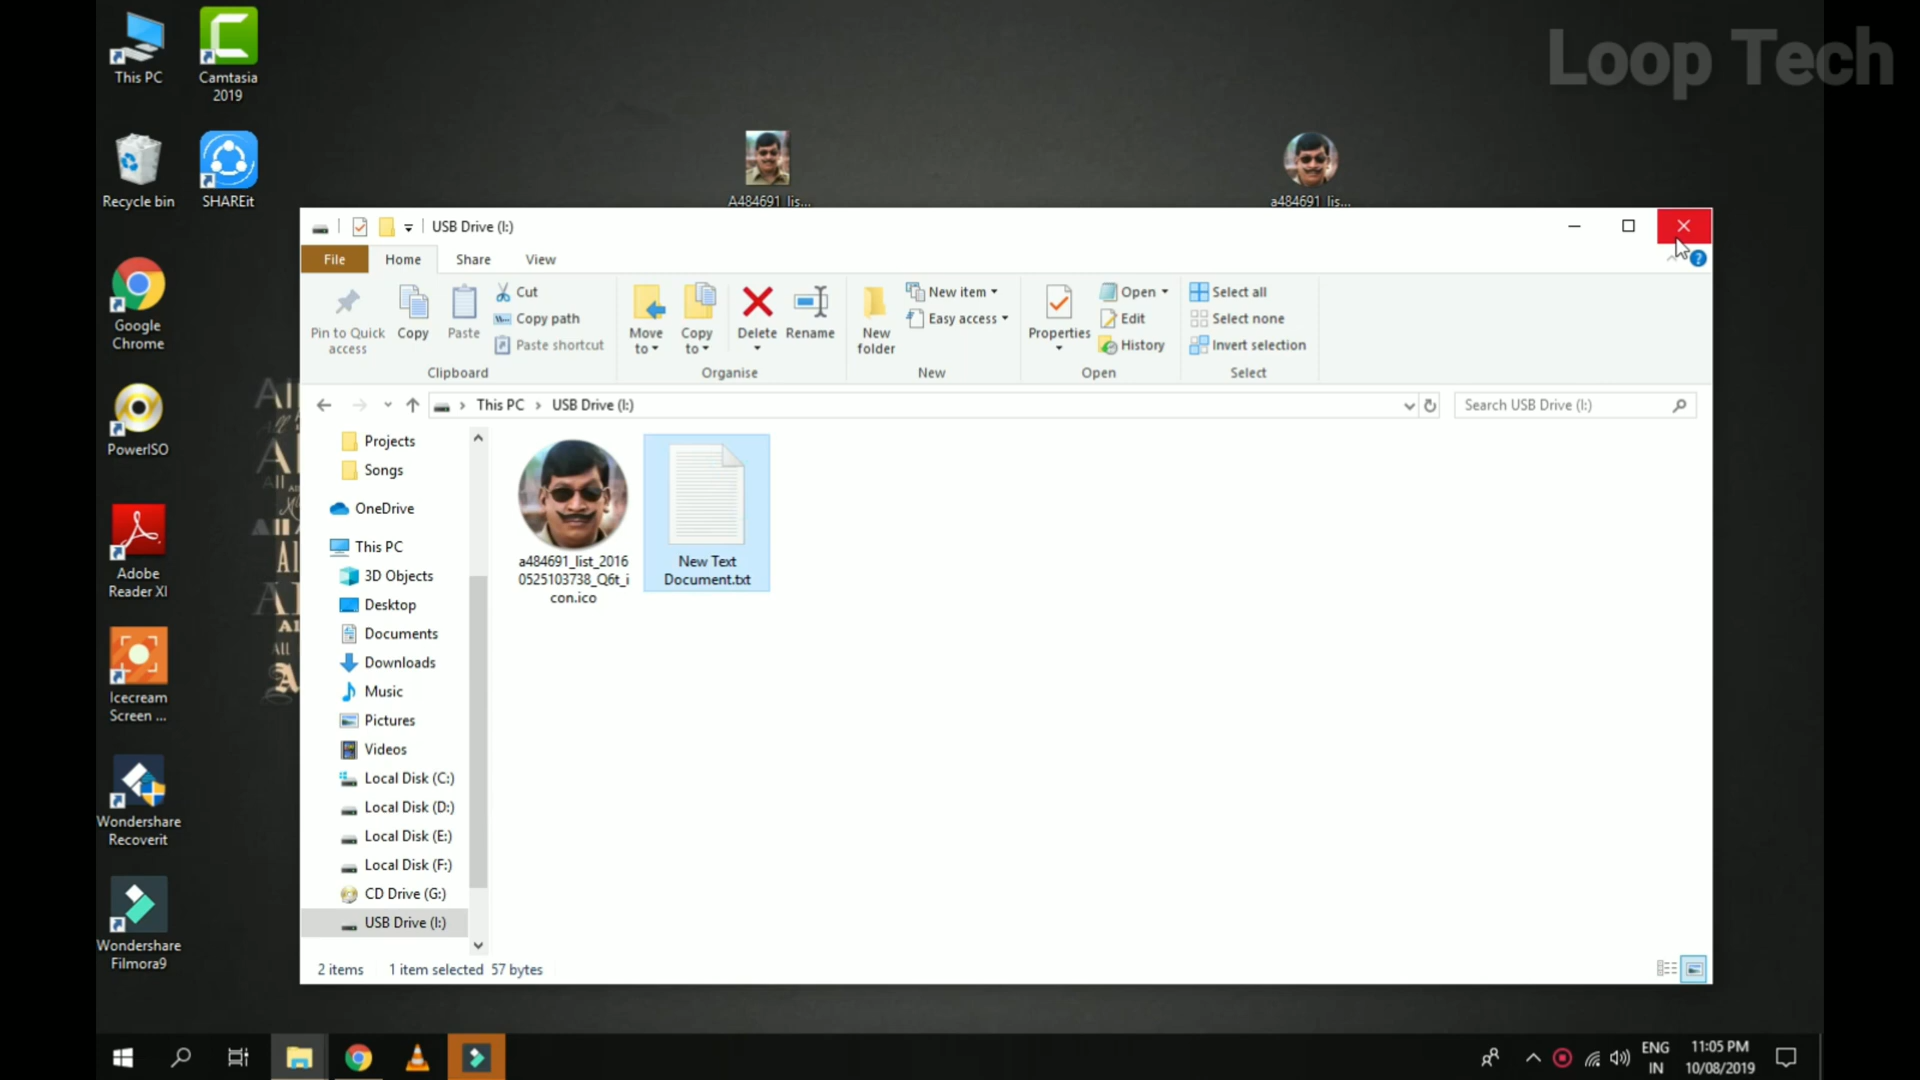 Loop Tech
This PC
Camtasia
2019
Recycle bin
SHAREit
A484691_lis...
a484691_lis...
Google
Chrome
PowerISO
Adobe
Reader XI
Icecream
Screen ...
Wondershare
Recoverit
Wondershare
Filmora9
USB Drive (I:)
File
Home
Share
View
Pin to Quick
access
Copy
Paste
Cut
Copy path
Paste shortcut
Clipboard
Move
to
Copy
to
Delete
Rename
Organise
New
folder
New item
Easy access
New
Properties
Open
Edit
History
Open
Select all
Select none
Invert selection
Select
This PC
USB Drive (I:)
Search USB Drive (I:)
Projects
Songs
OneDrive
This PC
3D Objects
Desktop
Documents
Downloads
Music
Pictures
Videos
Local Disk (C:)
Local Disk (D:)
Local Disk (E:)
Local Disk (F:)
CD Drive (G:)
USB Drive (I:)
a484691_list_2016
0525103738_Q6t_i
con.ico
New Text
Document.txt
2 items
1 item selected 57 bytes
ENG
IN
11:05 PM
10/08/2019